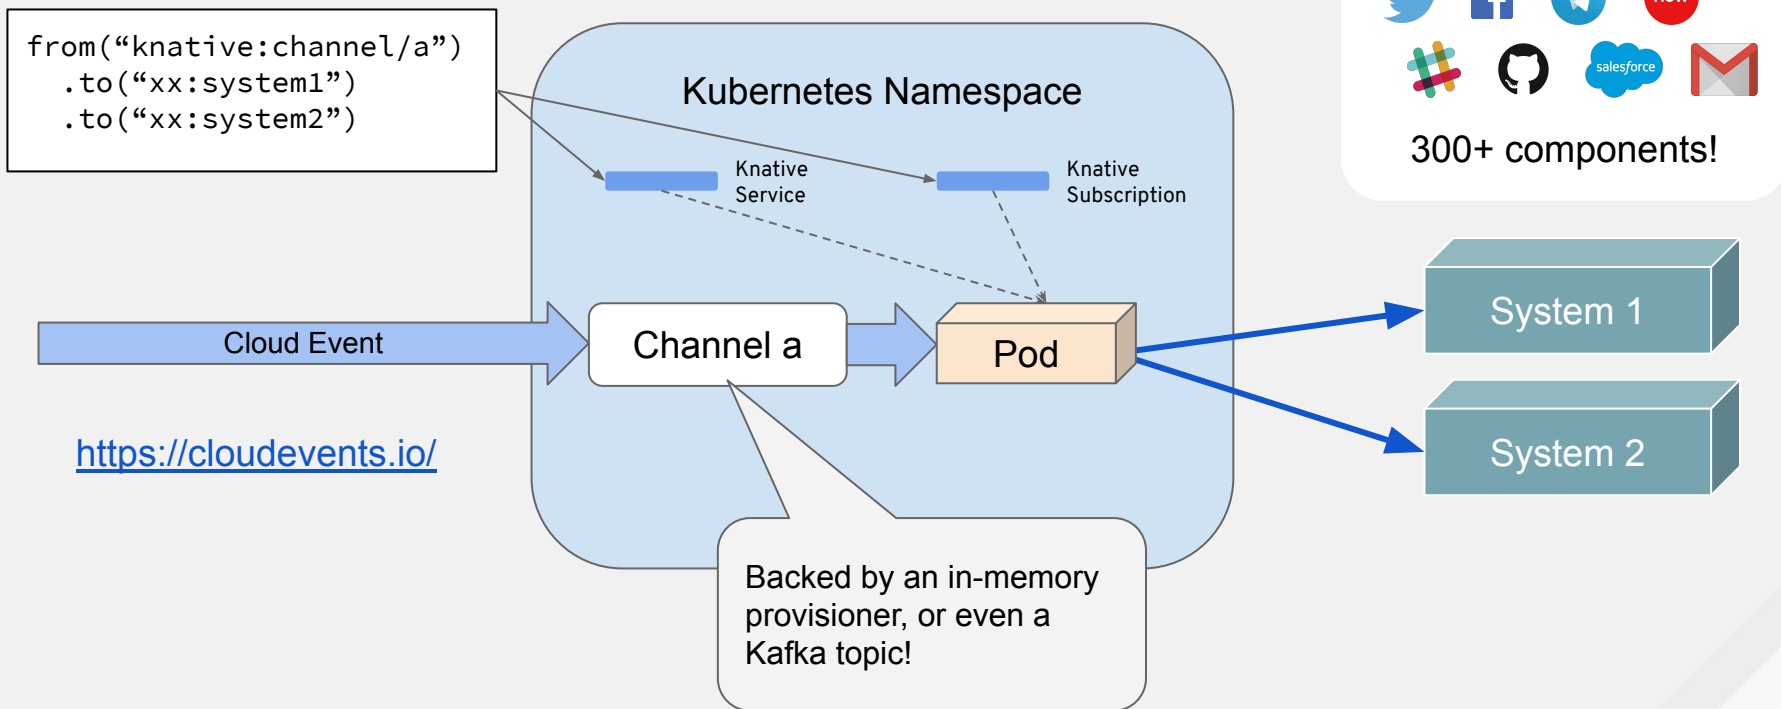 from(“knative:channel/a”)
.to(“xx:system1”)
.to(“xx:system2”)
Kubernetes Namespace
Knative
Service
Knative
Subscription
now
salesforce
300+ components!
Cloud Event
Channel a
Pod
System 1
System 2
https://cloudevents.io/
Backed by an in-memory
provisioner, or even a
Kafka topic!